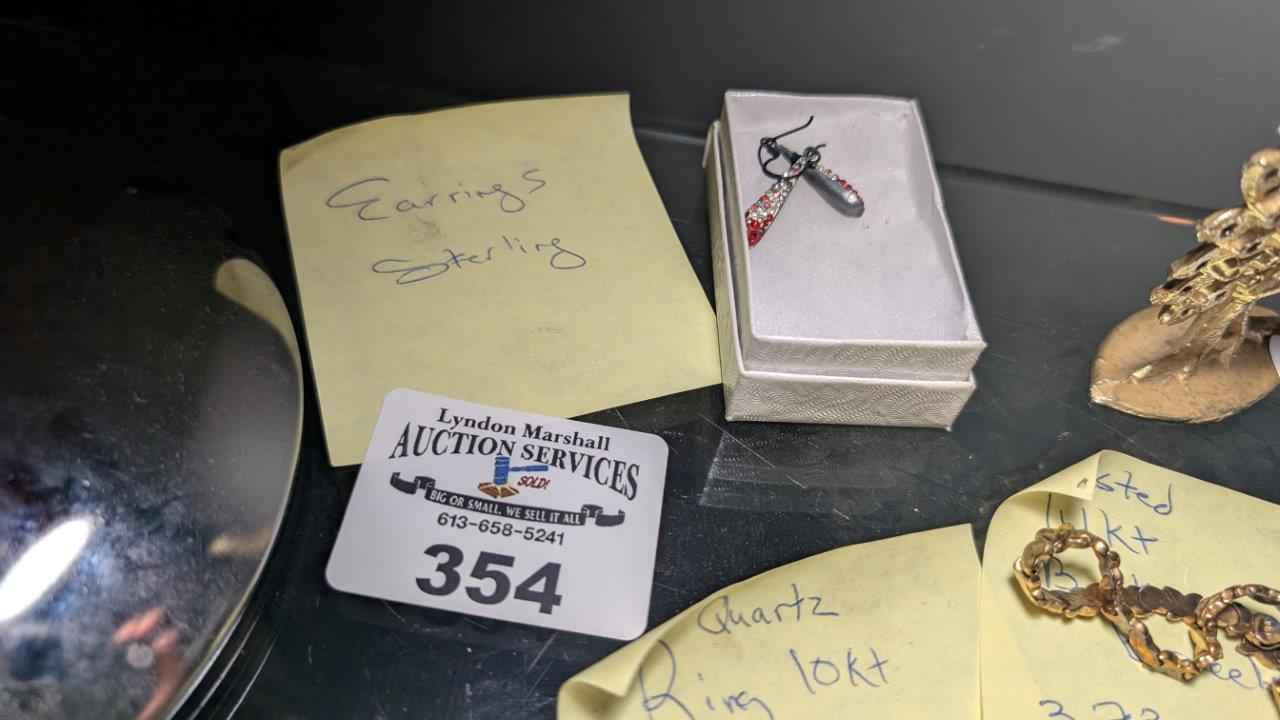 Earrings
Sterling
Lyndon Marshall
AUCTION SERVICES
SOLD!
BIG OR SMALL, WE SELL IT ALL
613-658-5241
354
Quartz
Ring 10kt
14kt